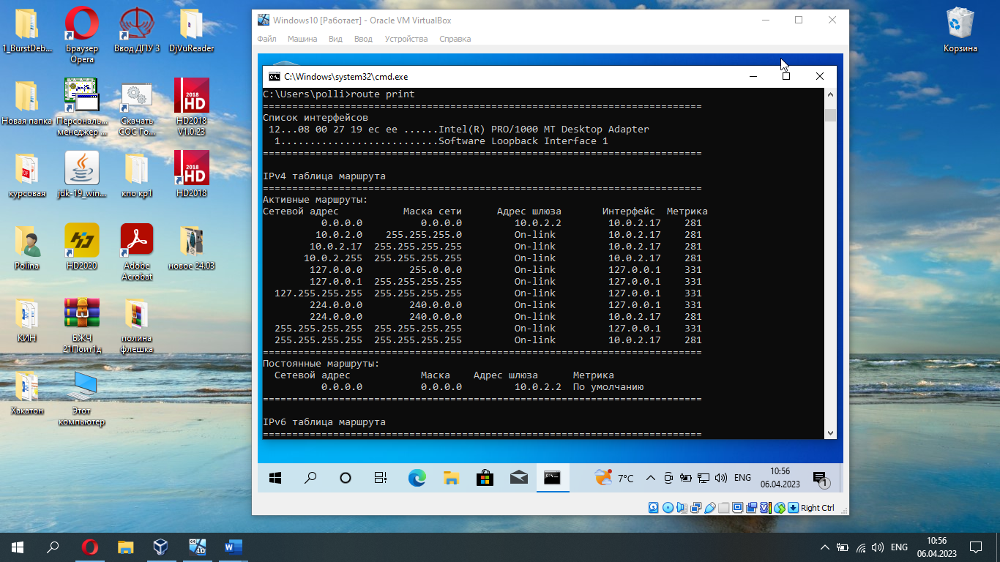 1_BurstDeb...
Браузер Opera
Ввод ДПУ 3
DjVuReader
Корзина
Новая папка
Персональ... менеджер ...
Скачать СОС Го...
2018 HD
HD2018 V1.0.23
курсовая
jdk-19_win...
кпо кр1
2018 HD
HD2018
Polina
HD2020
Adobe Acrobat
новое 24.03
КИН
БЖЧ 21Поит1д
полина флешка
Хакатон
Этот компьютер
Windows10 [Работает] - Oracle VM VirtualBox
Файл Машина Вид Ввод Устройства Справка
C:\Windows\system32\cmd.exe
C:\Users\polli>route print
===========================================================================
Список интерфейсов
12...08 00 27 19 ec ee ......Intel(R) PRO/1000 MT Desktop Adapter
1...........................Software Loopback Interface 1
===========================================================================
IPv4 таблица маршрута
===========================================================================
Активные маршруты:
Сетевой адрес Маска сети Адрес шлюза Интерфейс Метрика
0.0.0.0 0.0.0.0 10.0.2.2 10.0.2.17 281
10.0.2.0 255.255.255.0 On-link 10.0.2.17 281
10.0.2.17 255.255.255.255 On-link 10.0.2.17 281
10.0.2.255 255.255.255.255 On-link 10.0.2.17 281
127.0.0.0 255.0.0.0 On-link 127.0.0.1 331
127.0.0.1 255.255.255.255 On-link 127.0.0.1 331
127.255.255.255 255.255.255.255 On-link 127.0.0.1 331
224.0.0.0 240.0.0.0 On-link 127.0.0.1 331
224.0.0.0 240.0.0.0 On-link 10.0.2.17 281
255.255.255.255 255.255.255.255 On-link 127.0.0.1 331
255.255.255.255 255.255.255.255 On-link 10.0.2.17 281
===========================================================================
Постоянные маршруты:
Сетевой адрес Маска Адрес шлюза Метрика
0.0.0.0 0.0.0.0 10.0.2.2 По умолчанию
===========================================================================
IPv6 таблица маршрута
===========================================================================
7°C
ENG
10:56
06.04.2023
1
Right Ctrl
ENG
10:56
06.04.2023